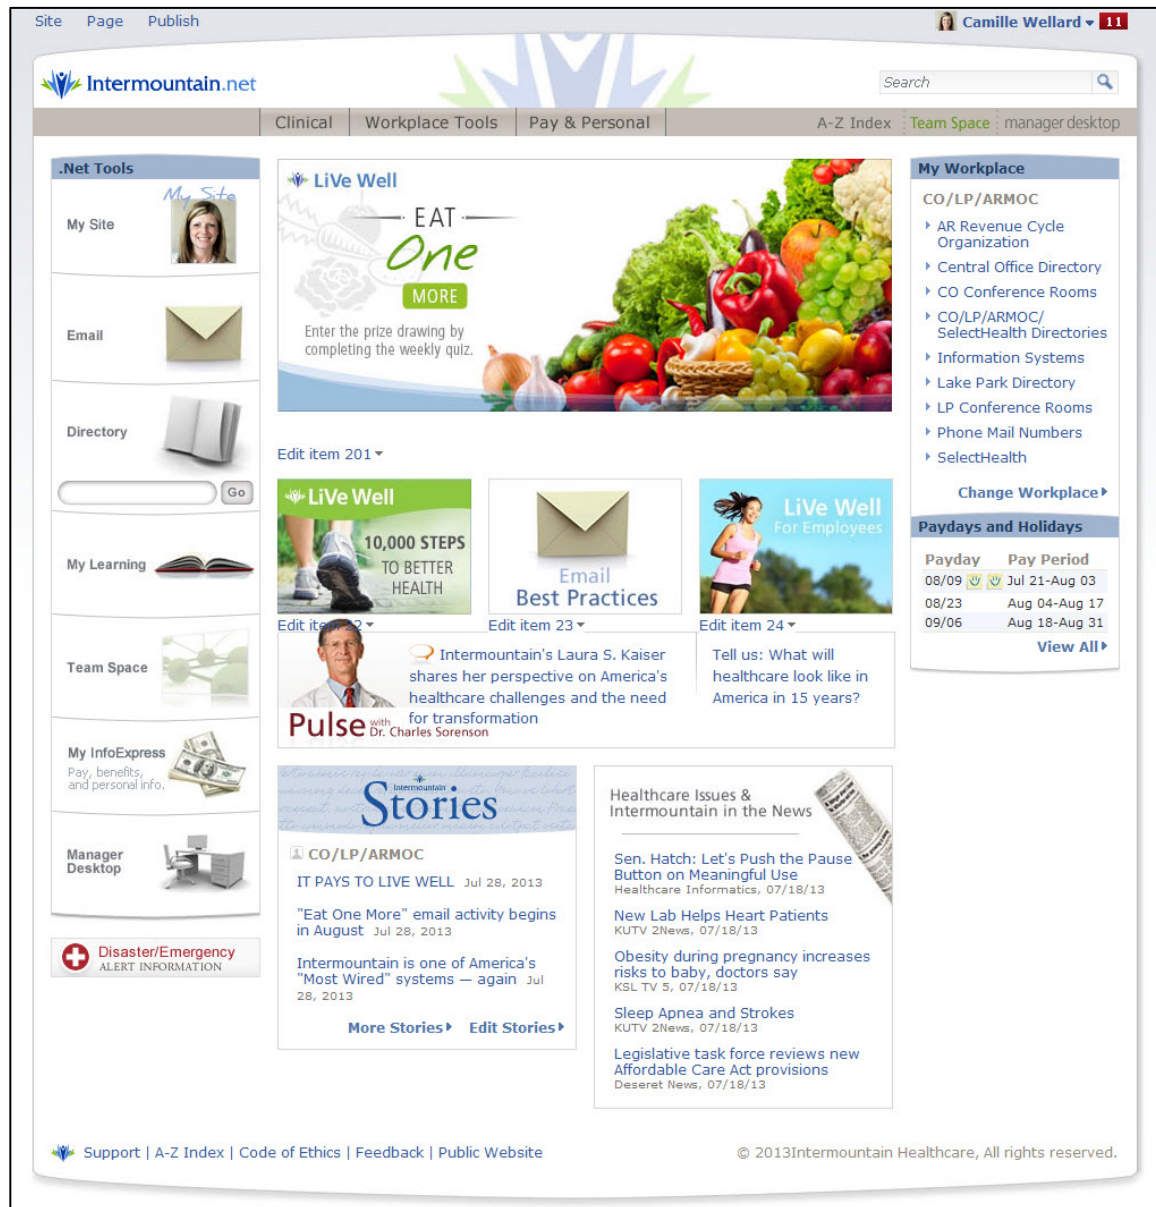 Site Page Publish
Camille Wellard 11
Intermountain.net
Search
Clinical Workplace Tools Pay & Personal
A-Z Index Team Space manager desktop
.Net Tools
My Site
My Site
Email
Directory
Go
My Learning
Team Space
My InfoExpress
Pay, benefits,
and personal info.
Manager
Desktop
Disaster/Emergency
ALERT INFORMATION
LiVe Well
EAT
One
MORE
Enter the prize drawing by
completing the weekly quiz.
Edit item 201
LiVe Well
10,000 STEPS
TO BETTER
HEALTH
Edit item 22
Email
Best Practices
Edit item 23
LiVe Well
For Employees
Edit item 24
Pulse with
Dr. Charles Sorenson
Intermountain's Laura S. Kaiser
shares her perspective on America's
healthcare challenges and the need
for transformation
Tell us: What will
healthcare look like in
America in 15 years?
Intermountain
Stories
CO/LP/ARMOC
IT PAYS TO LIVE WELL Jul 28, 2013
"Eat One More" email activity begins
in August Jul 28, 2013
Intermountain is one of America's
"Most Wired" systems — again Jul
28, 2013
More Stories Edit Stories
Healthcare Issues &
Intermountain in the News
Sen. Hatch: Let's Push the Pause
Button on Meaningful Use
Healthcare Informatics, 07/18/13
New Lab Helps Heart Patients
KUTV 2News, 07/18/13
Obesity during pregnancy increases
risks to baby, doctors say
KSL TV 5, 07/18/13
Sleep Apnea and Strokes
KUTV 2News, 07/18/13
Legislative task force reviews new
Affordable Care Act provisions
Deseret News, 07/18/13
My Workplace
CO/LP/ARMOC
AR Revenue Cycle
Organization
Central Office Directory
CO Conference Rooms
CO/LP/ARMOC/
SelectHealth Directories
Information Systems
Lake Park Directory
LP Conference Rooms
Phone Mail Numbers
SelectHealth
Change Workplace
Paydays and Holidays
Payday Pay Period
08/09 Jul 21-Aug 03
08/23 Aug 04-Aug 17
09/06 Aug 18-Aug 31
View All
Support | A-Z Index | Code of Ethics | Feedback | Public Website
© 2013Intermountain Healthcare, All rights reserved.